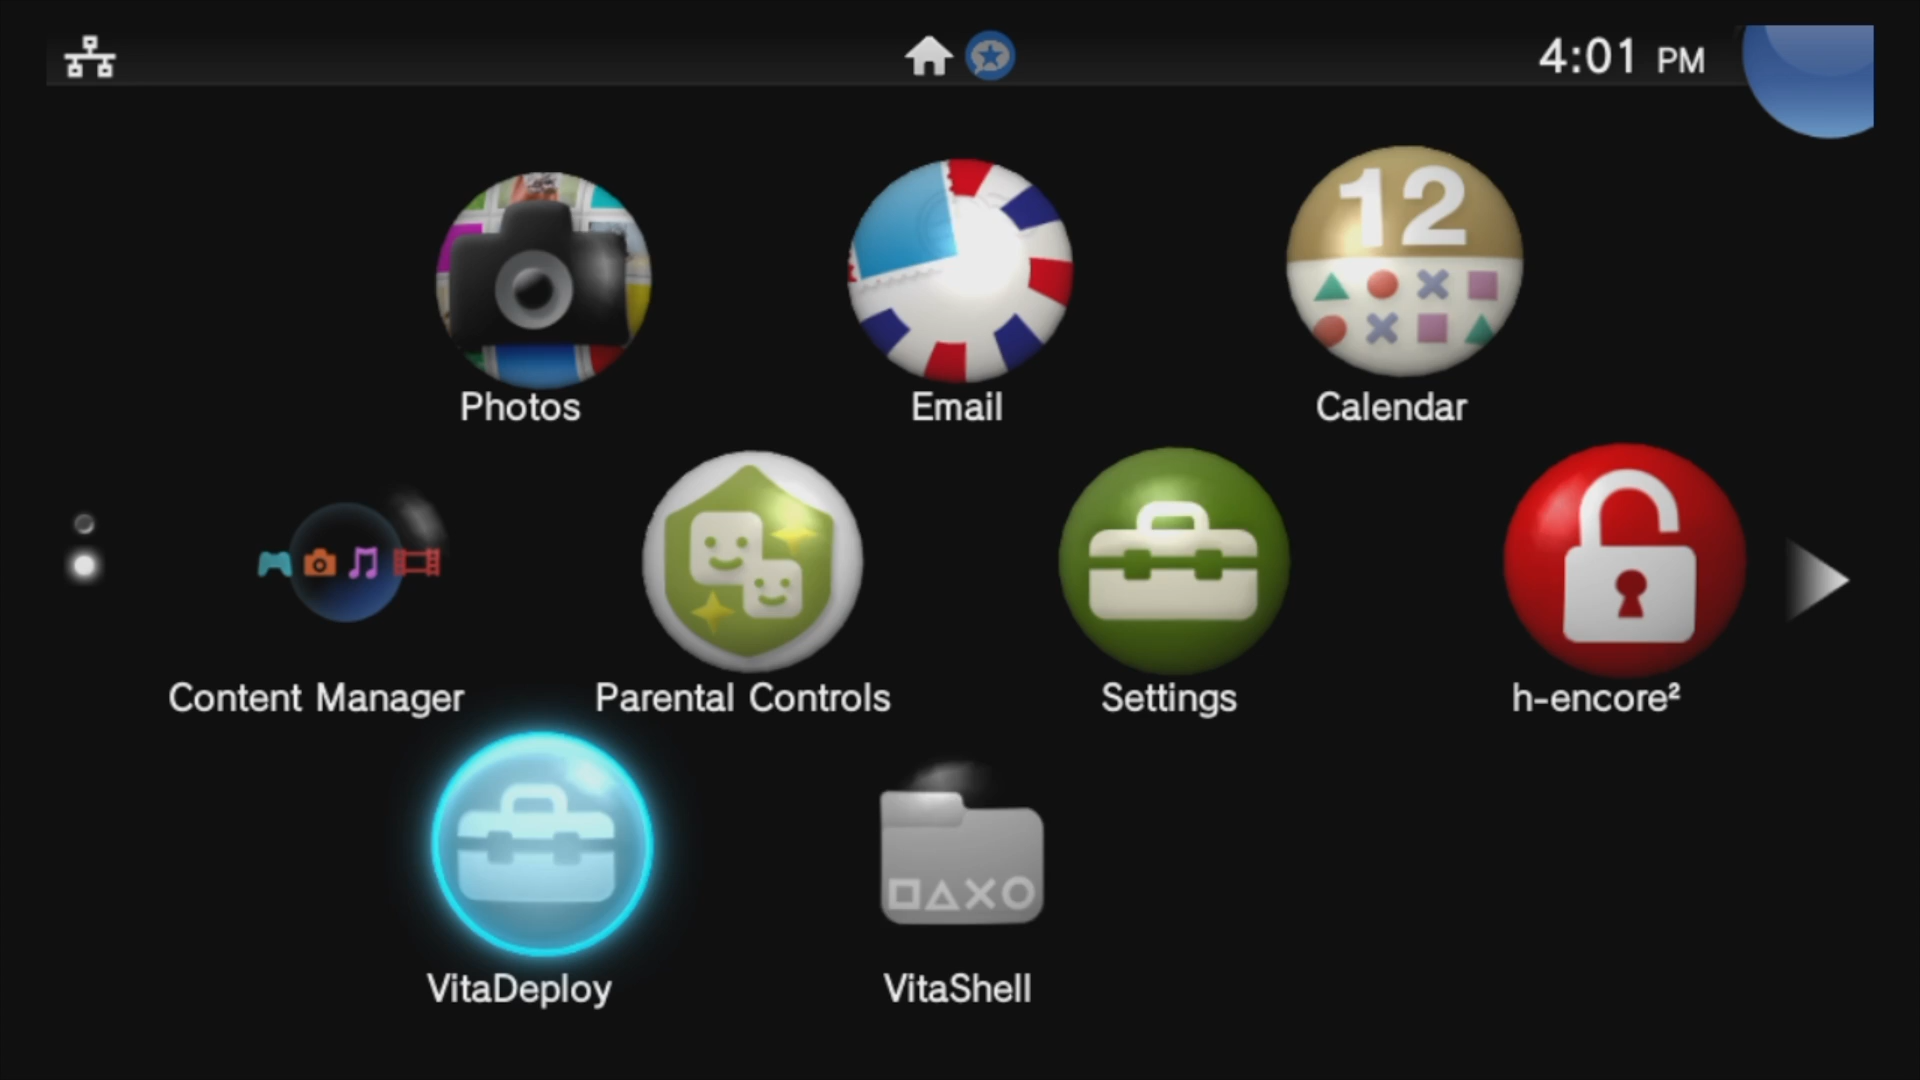 4:01 PM
12
Photos
Email
Calendar
Content Manager
Parental Controls
Settings
h-encore²
VitaDeploy
VitaShell